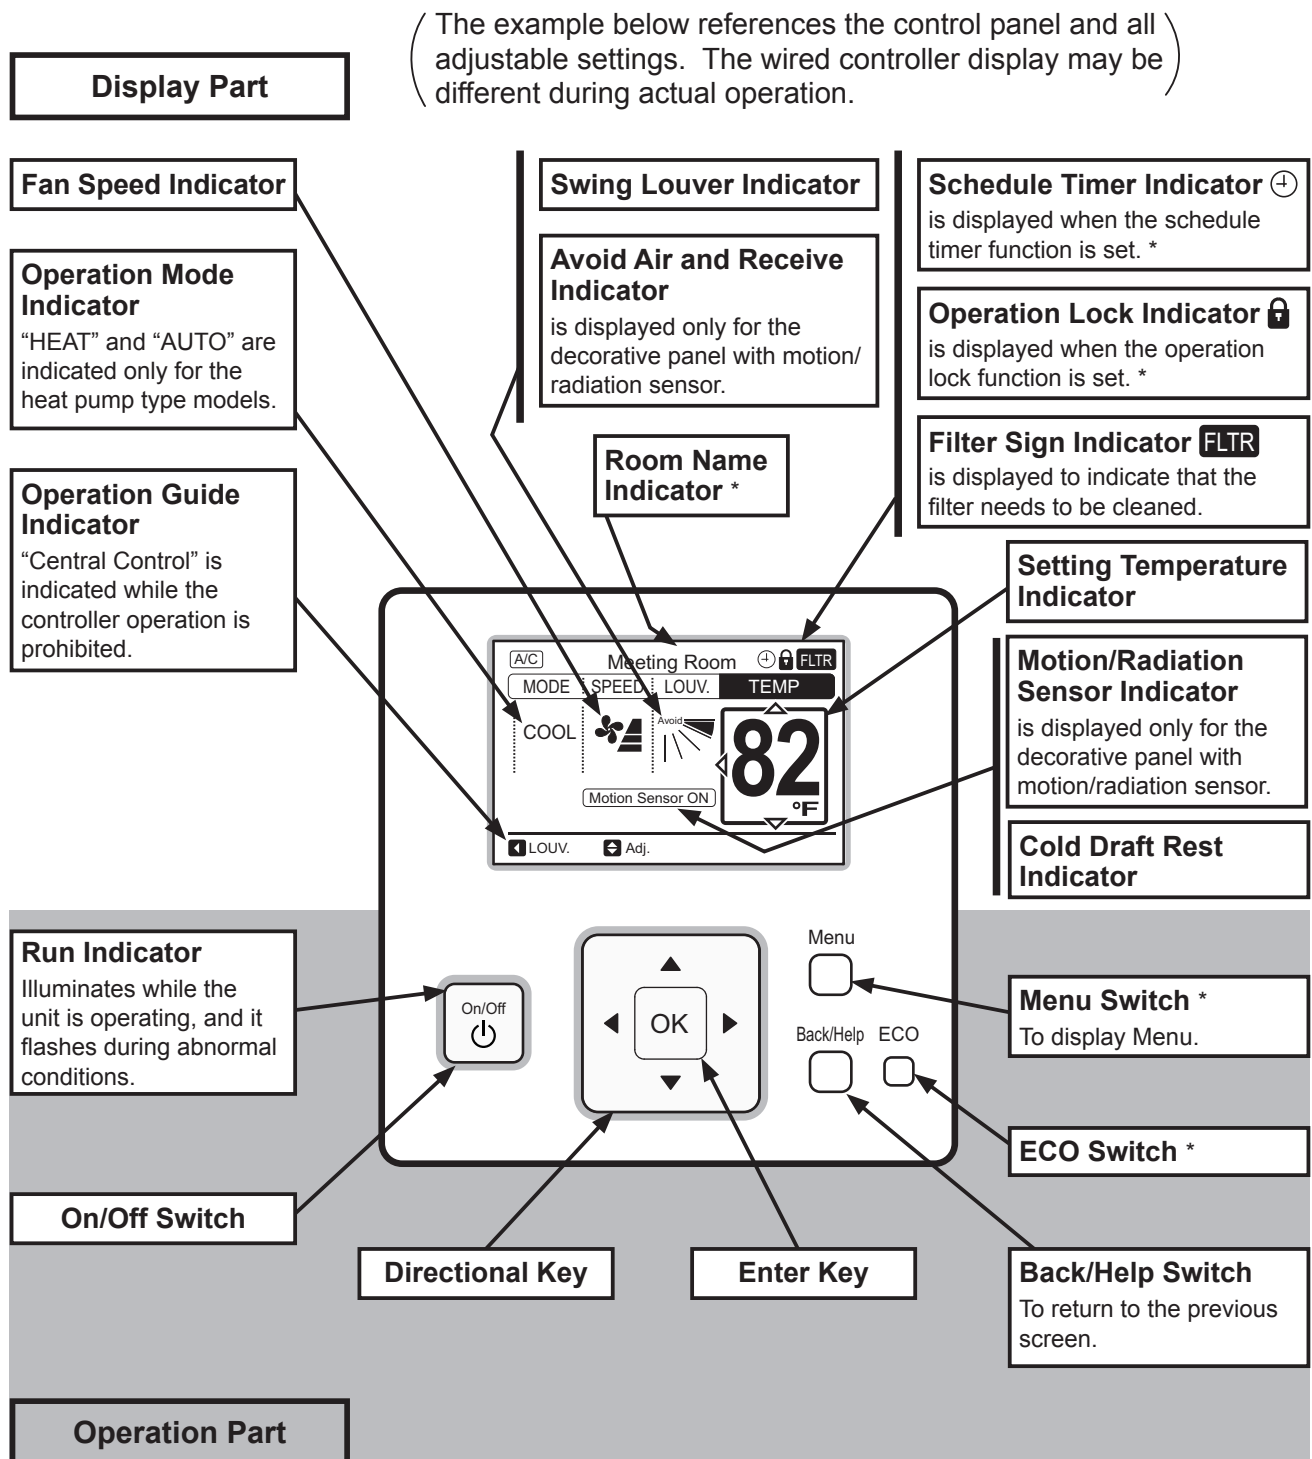 The example below references the control panel and all
adjustable settings. The wired controller display may be
different during actual operation.
Display Part
Fan Speed Indicator
Operation Mode
Indicator
“HEAT” and “AUTO” are
indicated only for the
heat pump type models.
Operation Guide
Indicator
“Central Control” is
indicated while the
controller operation is
prohibited.
Swing Louver Indicator
Avoid Air and Receive
Indicator
is displayed only for the
decorative panel with motion/
radiation sensor.
Room Name
Indicator *
Schedule Timer Indicator
is displayed when the schedule
timer function is set. *
Operation Lock Indicator
is displayed when the operation
lock function is set. *
Filter Sign Indicator FLTR
is displayed to indicate that the
filter needs to be cleaned.
Setting Temperature
Indicator
Motion/Radiation
Sensor Indicator
is displayed only for the
decorative panel with
motion/radiation sensor.
Cold Draft Rest
Indicator
A/C Meeting Room FLTR
MODE SPEED LOUV. TEMP
COOL Avoid 82 °F
Motion Sensor ON
LOUV. Adj.
Run Indicator
Illuminates while the
unit is operating, and it
flashes during abnormal
conditions.
On/Off
OK
Menu
Back/Help ECO
Menu Switch *
To display Menu.
ECO Switch *
On/Off Switch
Directional Key
Enter Key
Back/Help Switch
To return to the previous
screen.
Operation Part